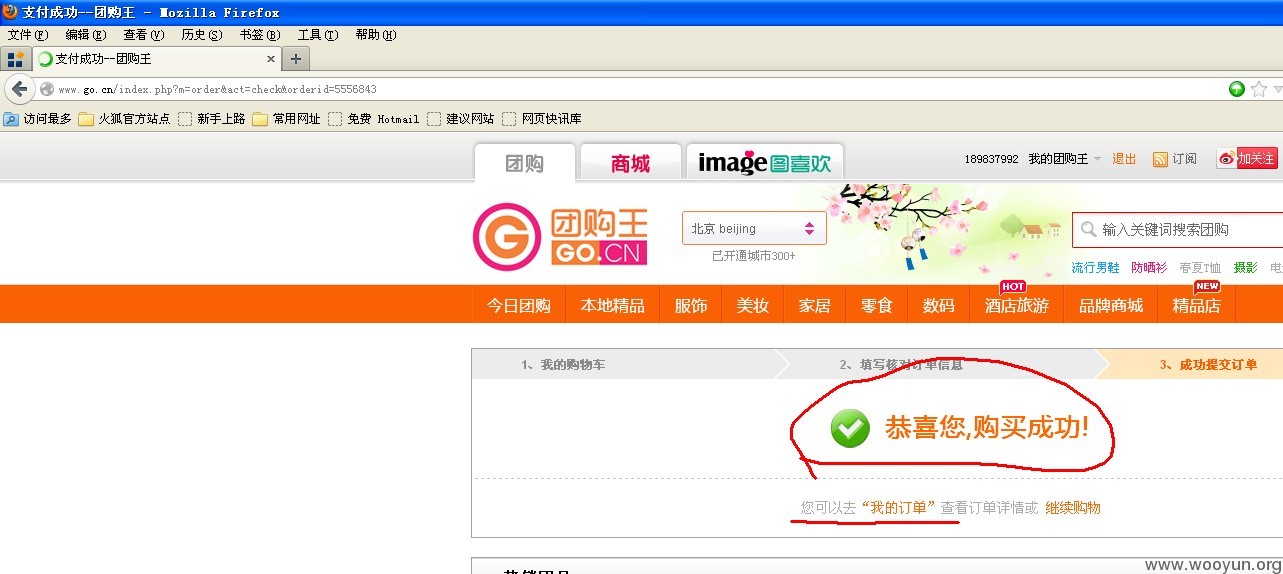 支付成功--团购王 - Mozilla Firefox
文件(F) 编辑(E) 查看(V) 历史(S) 书签(B) 工具(T) 帮助(H)
支付成功--团购王 × +
www.go.cn/index.php?m=order&act=check&orderid=5556843
访问最多 火狐官方站点 新手上路 常用网址 免费 Hotmail 建议网站 网页快讯库
团购 商城 image图喜欢 189837992 我的团购王 退出 订阅 加关注
G 团购王 GO.CN
北京 beijing
输入关键词搜索团购
已开通城市300+
流行男鞋 防晒衫 春夏T恤 摄影
HOT NEW
今日团购 本地精品 服饰 美妆 家居 零食 数码 酒店旅游 品牌商城 精品店
1、我的购物车 2、填写核对订单信息 3、成功提交订单
恭喜您,购买成功!
您可以去“我的订单”查看订单详情或 继续购物
www.wooyun.org